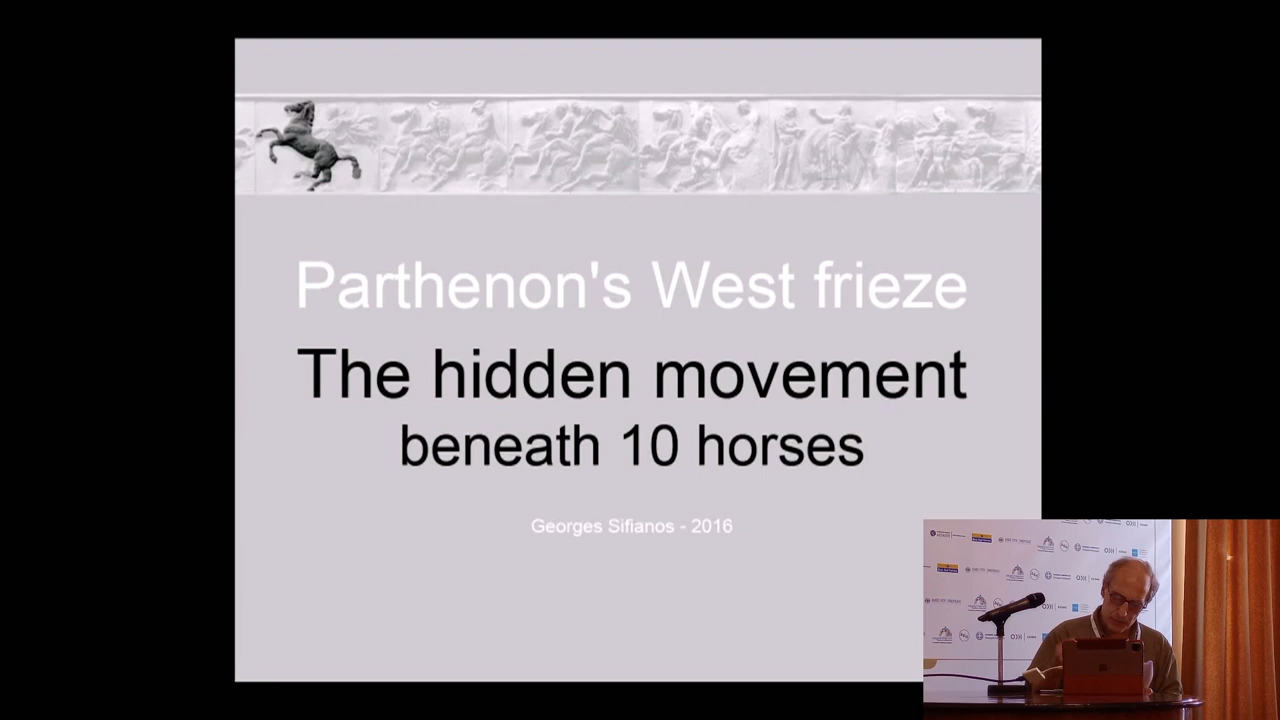 Parthenon's West frieze
The hidden movement
beneath 10 horses
Georges Sifianos - 2016